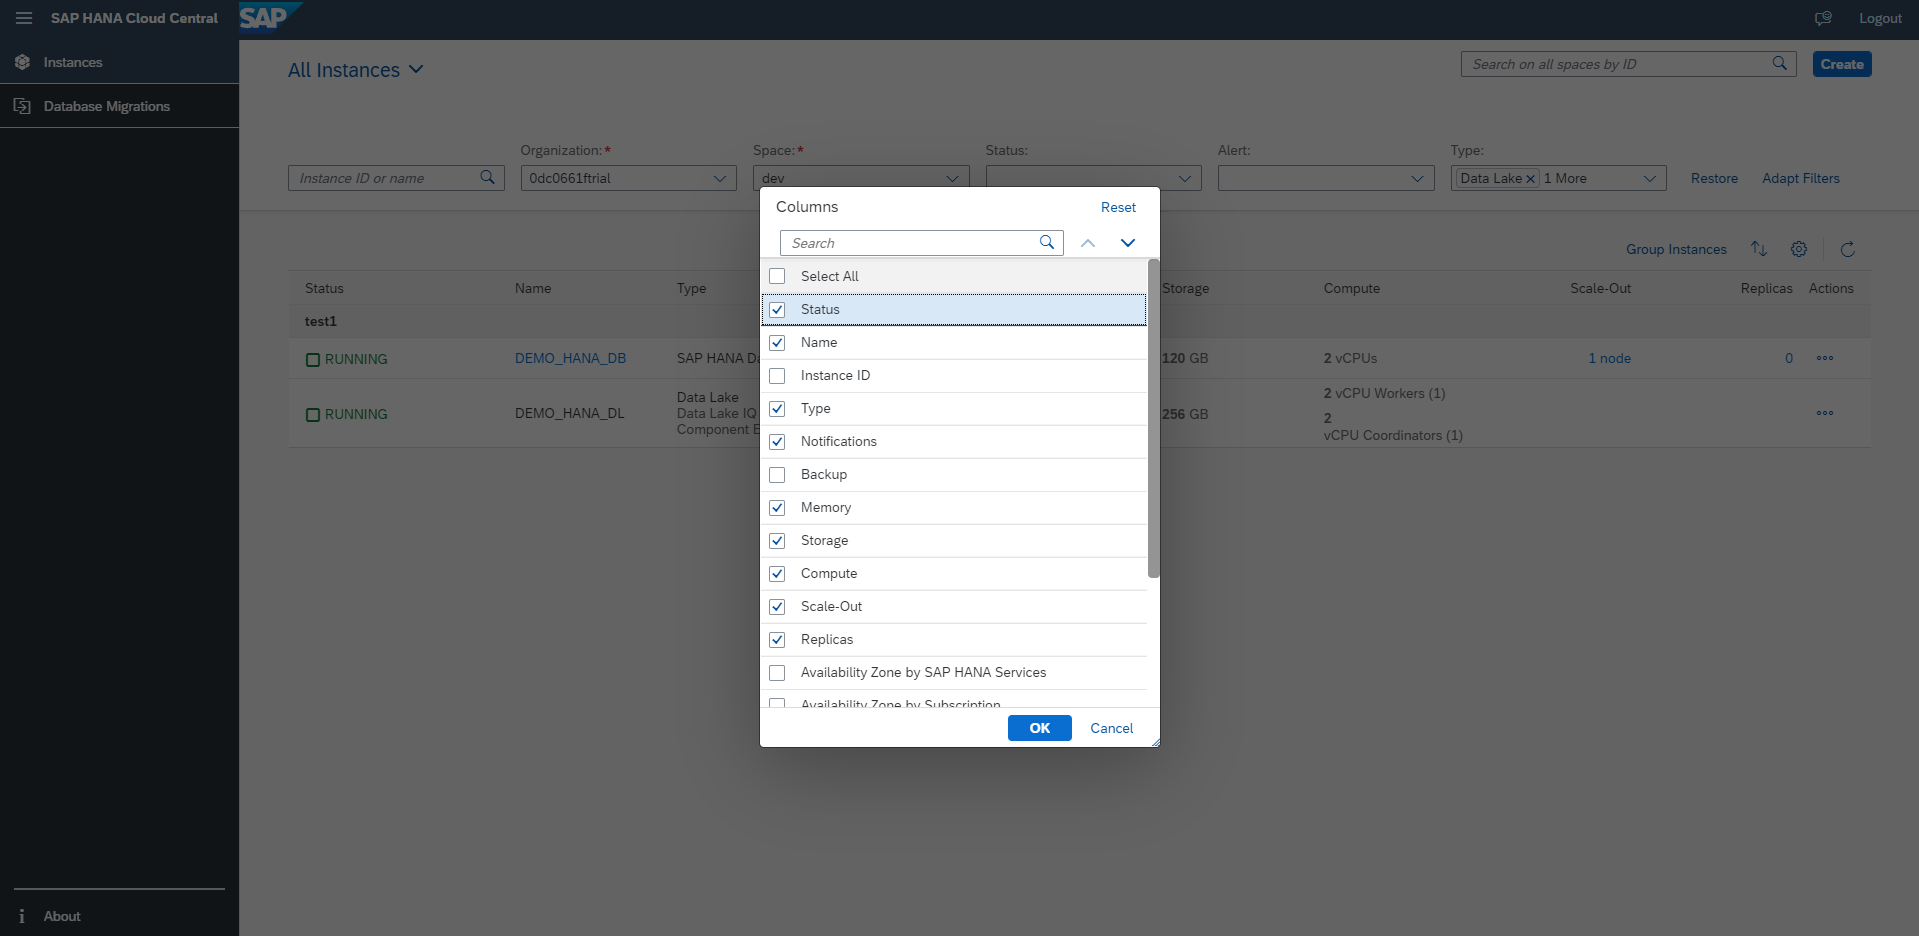 SAP HANA Cloud Central
SAP
Logout
Instances
Database Migrations
About
All Instances
Search on all spaces by ID
Create
Organization:*
Space:*
Status:
Alert:
Type:
Instance ID or name
0dc0661ftrial
dev
Data Lake
1 More
Restore
Adapt Filters
Group Instances
Status
Name
Type
Storage
Compute
Scale-Out
Replicas
Actions
test1
RUNNING
DEMO_HANA_DB
SAP HANA Da
120 GB
2 vCPUs
1 node
0
RUNNING
DEMO_HANA_DL
Data Lake
Data Lake IQ
Component E
256 GB
2 vCPU Workers (1)
2
vCPU Coordinators (1)
Columns
Reset
Search
Select All
Status
Name
Instance ID
Type
Notifications
Backup
Memory
Storage
Compute
Scale-Out
Replicas
Availability Zone by SAP HANA Services
Availability Zone by Subscription
OK
Cancel